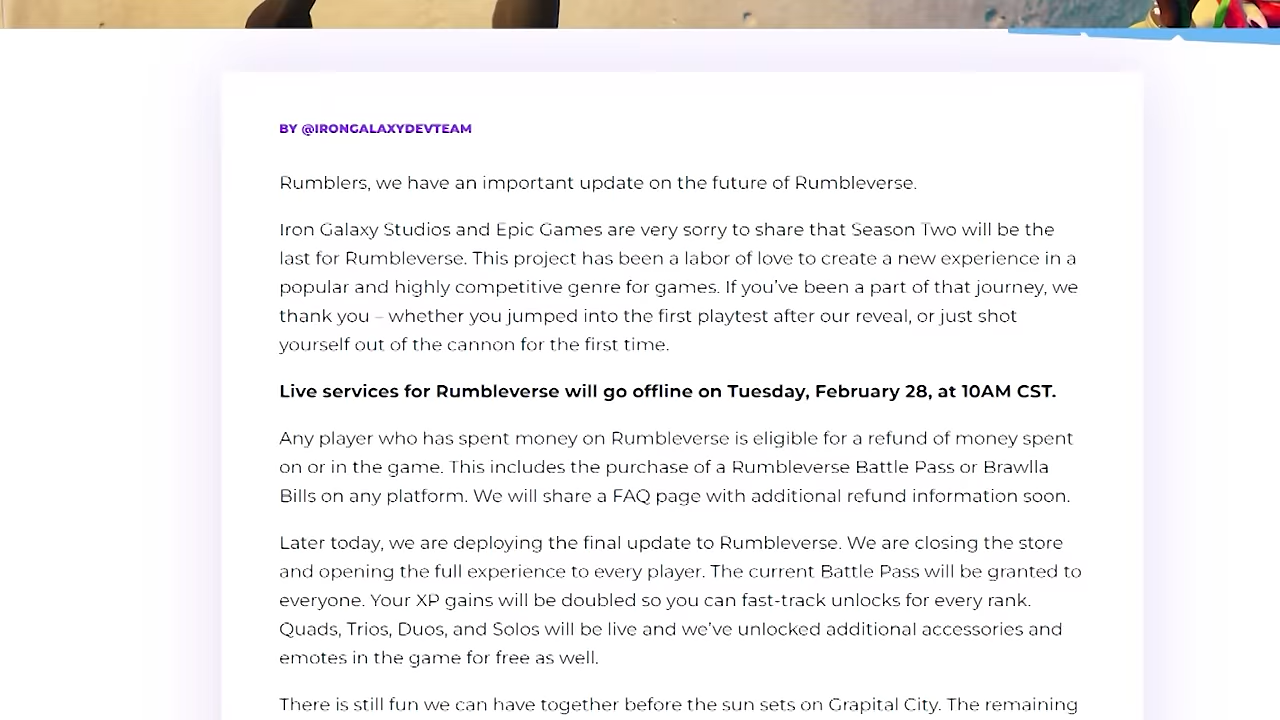 BY @IRONGALAXYDEVTEAM
Rumblers, we have an important update on the future of Rumbleverse.
Iron Galaxy Studios and Epic Games are very sorry to share that Season Two will be the
last for Rumbleverse. This project has been a labor of love to create a new experience in a
popular and highly competitive genre for games. If you’ve been a part of that journey, we
thank you – whether you jumped into the first playtest after our reveal, or just shot
yourself out of the cannon for the first time.
Live services for Rumbleverse will go offline on Tuesday, February 28, at 10AM CST.
Any player who has spent money on Rumbleverse is eligible for a refund of money spent
on or in the game. This includes the purchase of a Rumbleverse Battle Pass or Brawlla
Bills on any platform. We will share a FAQ page with additional refund information soon.
Later today, we are deploying the final update to Rumbleverse. We are closing the store
and opening the full experience to every player. The current Battle Pass will be granted to
everyone. Your XP gains will be doubled so you can fast-track unlocks for every rank.
Quads, Trios, Duos, and Solos will be live and we’ve unlocked additional accessories and
emotes in the game for free as well.
There is still fun we can have together before the sun sets on Grapital City. The remaining